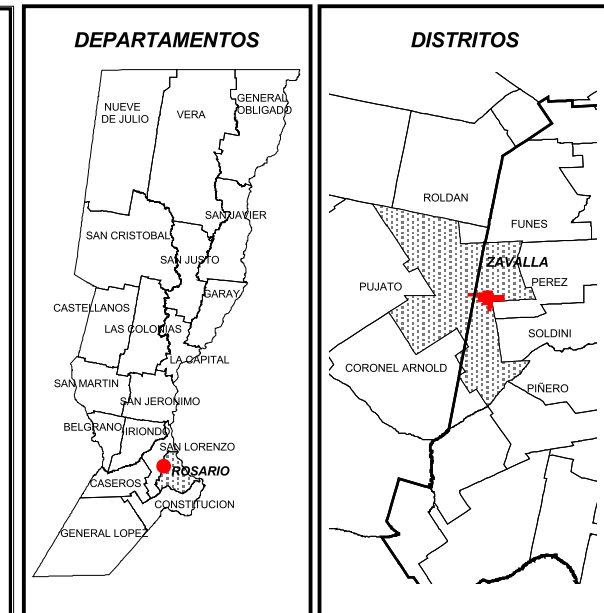 DEPARTAMENTOS
NUEVE
DE JULIO
VERA
GENERAL
OBLIGADO
SAN JAVIER
SAN CRISTOBAL
SAN JUSTO
GARAY
CASTELLANOS
LAS COLONIAS
LA CAPITAL
SAN MARTIN
SAN JERONIMO
BELGRANO
IRIONDO
SAN LORENZO
ROSARIO
CASEROS
CONSTITUCION
GENERAL LOPEZ
DISTRITOS
ROLDAN
FUNES
ZAVALLA
PEREZ
PUJATO
SOLDINI
CORONEL ARNOLD
PIÑERO